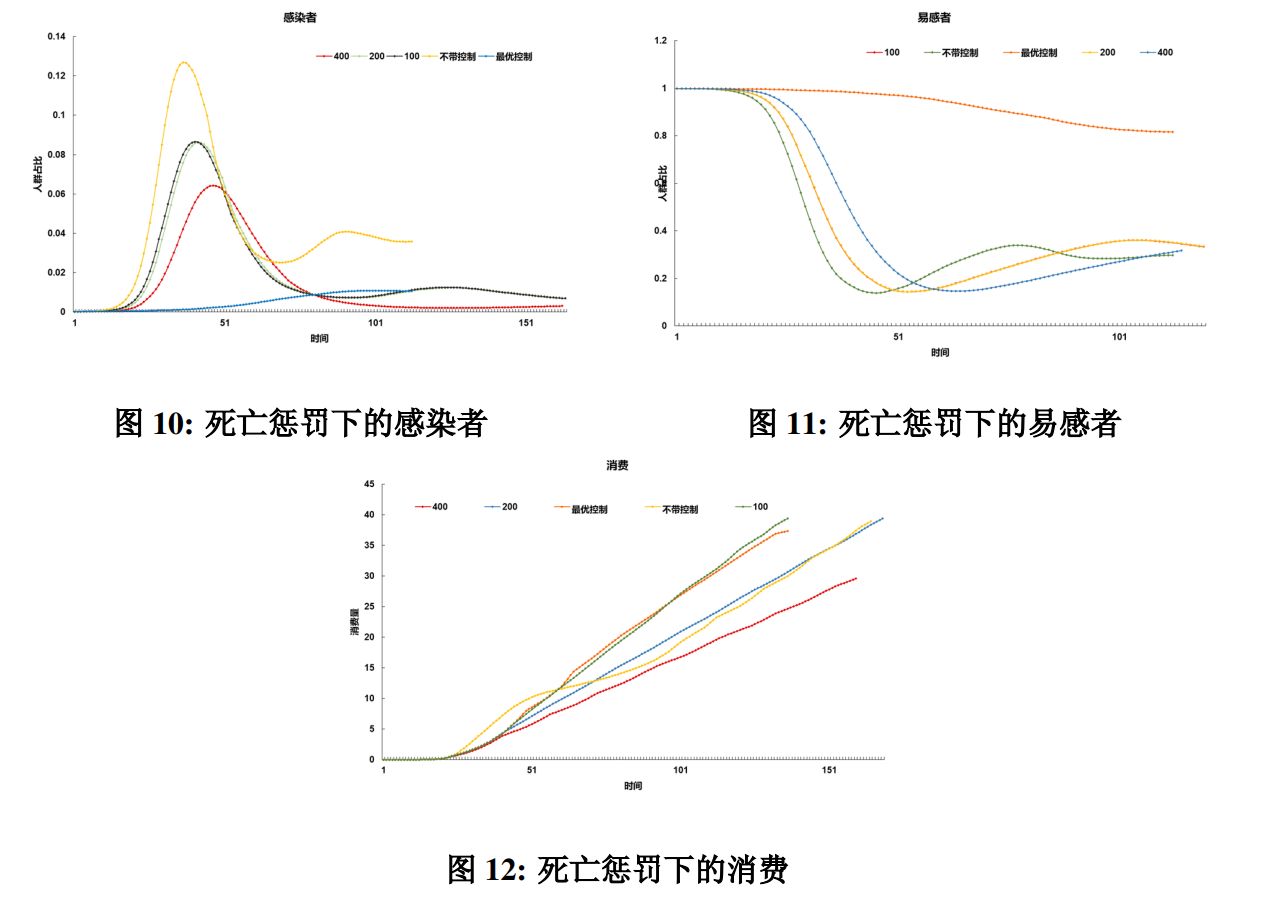 感染者
0.14
0.12
0.1
0.08
0.06
0.04
0.02
0
人群占比
400 200 100 不带控制 最优控制
1 51 101 151
时间
易感者
1.2
1
0.8
0.6
0.4
0.2
0
人群占比
100 不带控制 最优控制 200 400
1 51 101
时间
图 10: 死亡惩罚下的感染者
图 11: 死亡惩罚下的易感者
消费
45
40
35
30
25
20
15
10
5
0
消费量
400 200 最优控制 不带控制 100
1 51 101 151
时间
图 12: 死亡惩罚下的消费